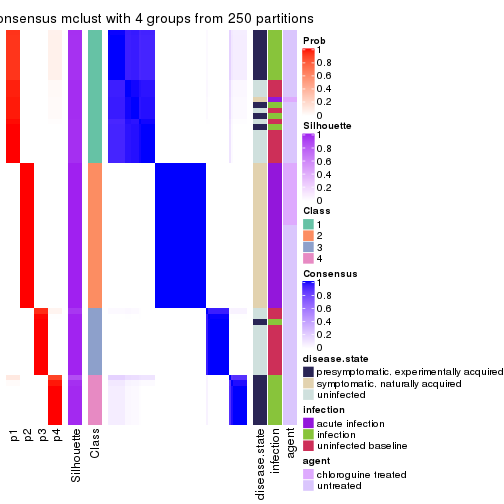 onsensus mclust with 4 groups from 250 partitions
Prob
1
0.8
0.6
0.4
0.2
0
Silhouette
1
0.8
0.6
0.4
0.2
0
Class
1
2
3
4
Consensus
1
0.8
0.6
0.4
0.2
0
disease.state
presymptomatic. experimentally acquired
symptomatic. naturally acquired
uninfected
infection
acute infection
infection
uninfected baseline
agent
chloroguine treated
untreated
p1
p2
p3
p4
Silhouette
Class
disease.state
infection
agent